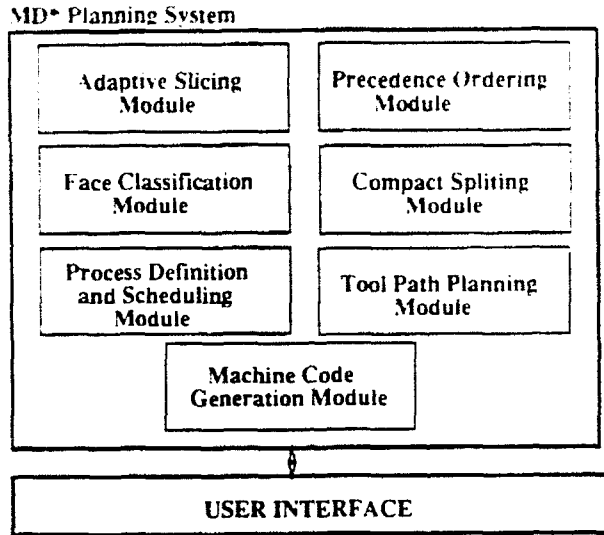 MD* Planning System
Adaptive Slicing
Module
Precedence Ordering
Module
Face Classification
Module
Compact Spliting
Module
Process Definition
and Scheduling
Module
Tool Path Planning
Module
Machine Code
Generation Module
USER INTERFACE